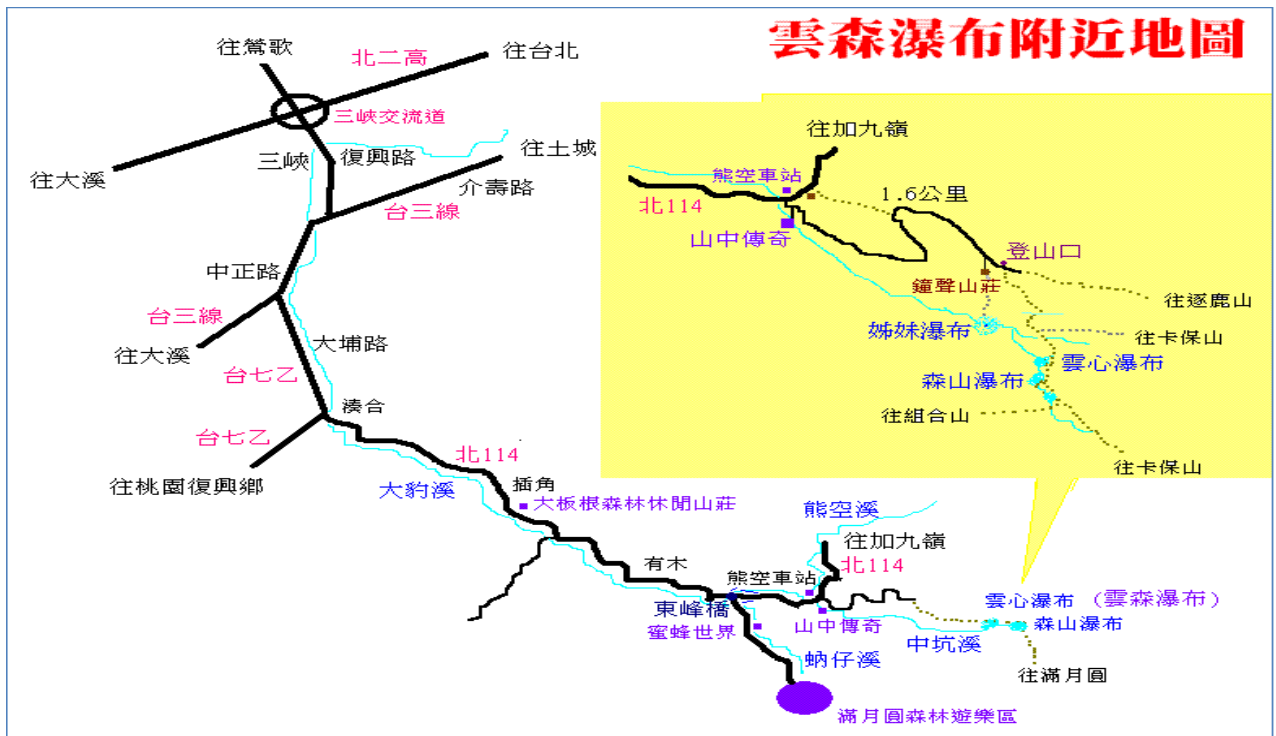 雲森瀑布附近地圖
往鶯歌
北二高
往台北
三峽交流道
往大溪
三峽
復興路
往土城
介壽路
台三線
中正路
台三線
往大溪
大埔路
台七乙
湊合
台七乙
往桃園復興鄉
北114
大豹溪
插角
大板根森林休閒山莊
有木
東峰橋
蜜蜂世界
蚋仔溪
滿月圓森林遊樂區
熊空溪
往加九嶺
北114
熊空車站
山中傳奇
中坑溪
雲心瀑布
(雲森瀑布)
森山瀑布
往滿月圓
往加九嶺
熊空車站
北114
1.6公里
山中傳奇
登山口
鐘聲山莊
往逐鹿山
姊妹瀑布
往卡保山
雲心瀑布
森山瀑布
往組合山
往卡保山